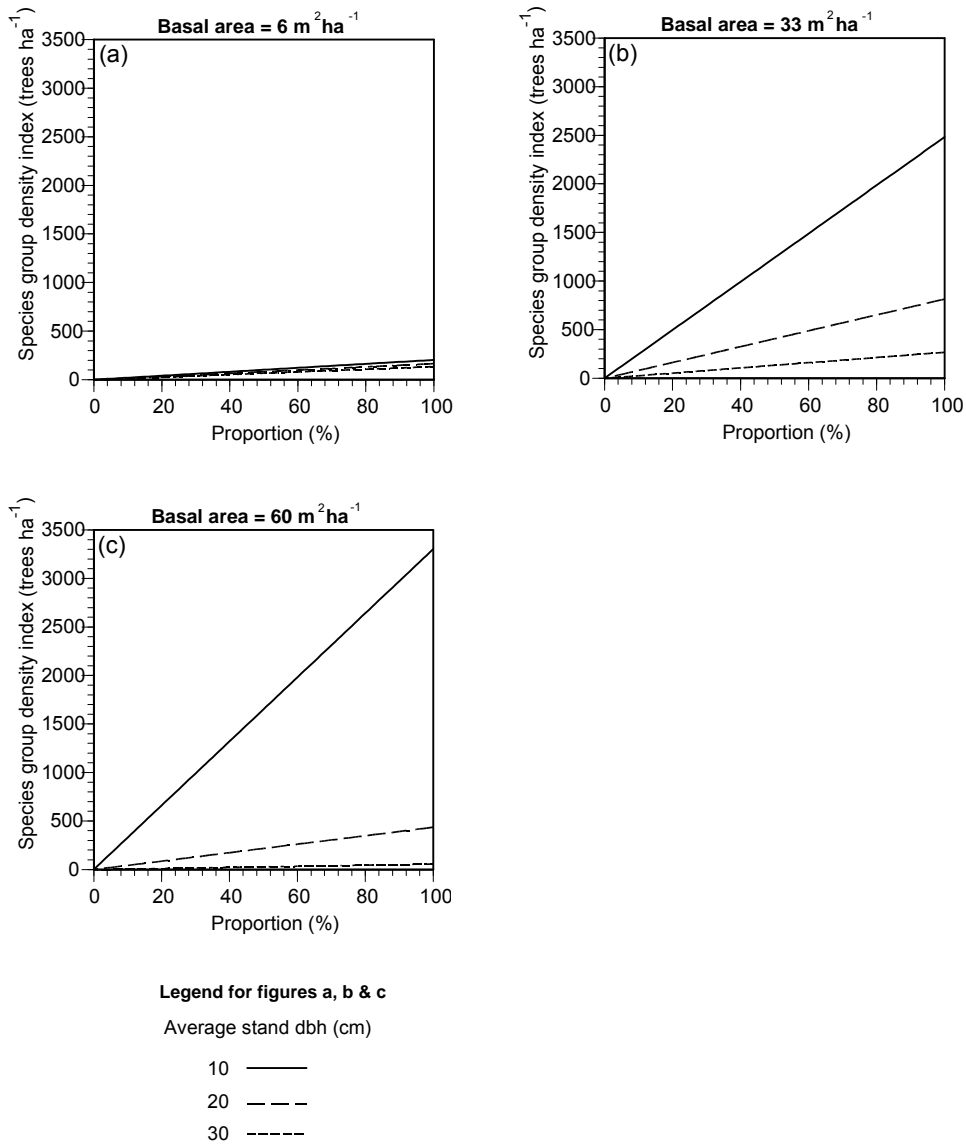 Basal area = 6 m²ha⁻¹
(a)
Species group density index (trees ha⁻¹)
3500
3000
2500
2000
1500
1000
500
0
0 20 40 60 80 100
Proportion (%)
Basal area = 33 m²ha⁻¹
(b)
Species group density index (trees ha⁻¹)
3500
3000
2500
2000
1500
1000
500
0
0 20 40 60 80 100
Proportion (%)
Basal area = 60 m²ha⁻¹
(c)
Species group density index (trees ha⁻¹)
3500
3000
2500
2000
1500
1000
500
0
0 20 40 60 80 100
Proportion (%)
Legend for figures a, b & c
Average stand dbh (cm)
10
20
30